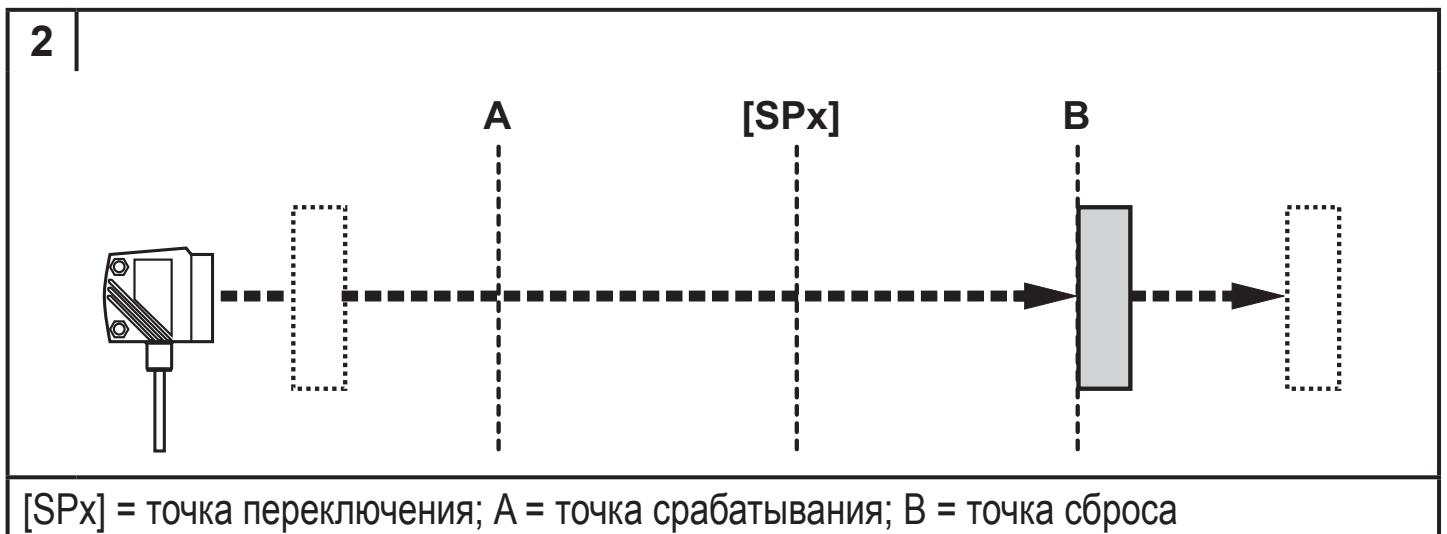 2
A [SPx] B
[SPx] = точка переключения; A = точка срабатывания; B = точка сброса